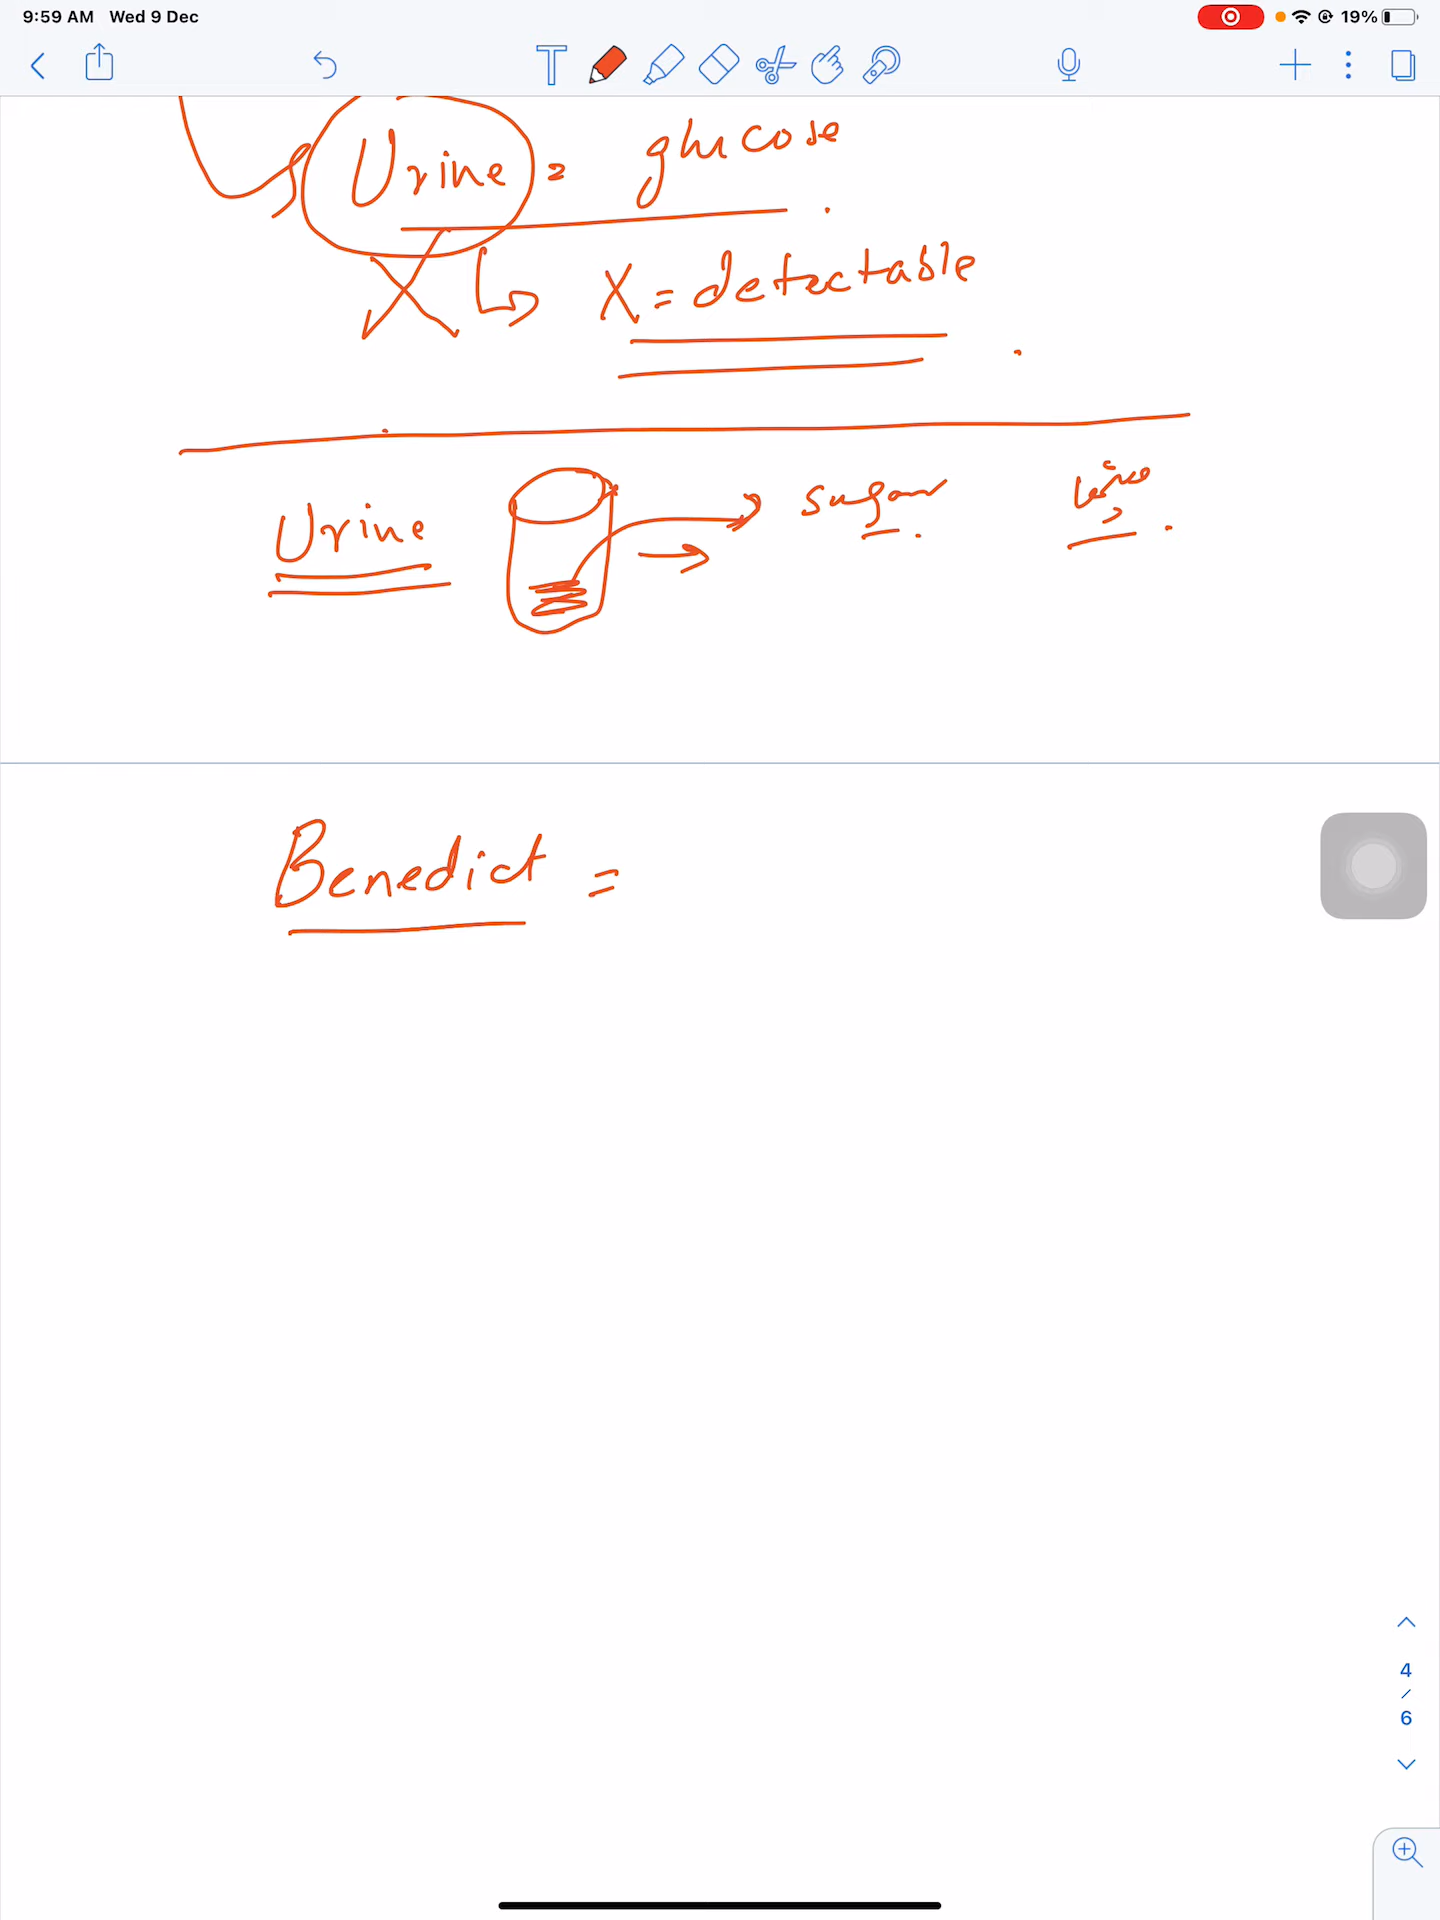 9:59 AM Wed 9 Dec
19%
T
Urine = glucose
X X = detectable
Urine
sugar
Benedict =
4
/
6